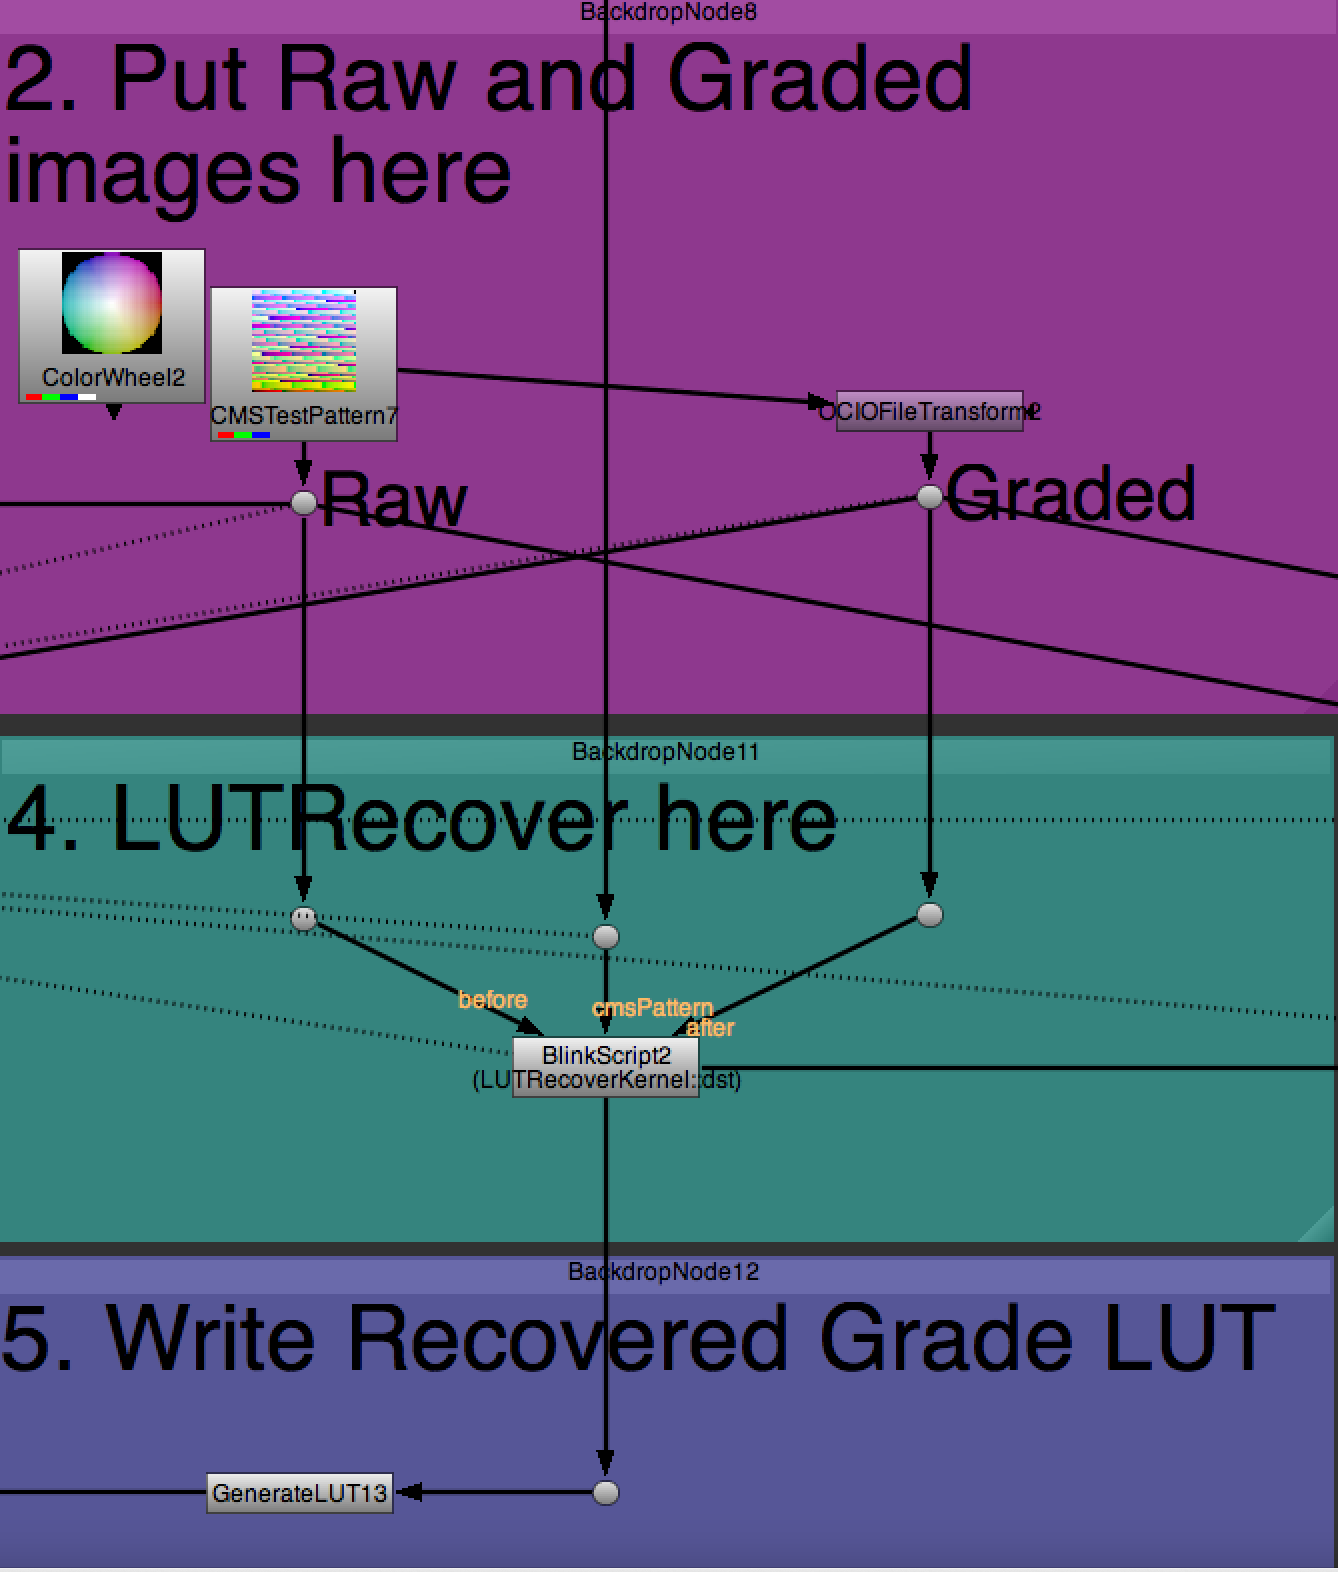 BackdropNode8
2. Put Raw and Graded
images here
ColorWheel2
CMSTestPattern7
OCIOFileTransform2
Raw
Graded
BackdropNode11
4. LUTRecover here
before
cmsPattern
after
BlinkScript2
(LUTRecoverKernel::dst)
BackdropNode12
5. Write Recovered Grade LUT
GenerateLUT13